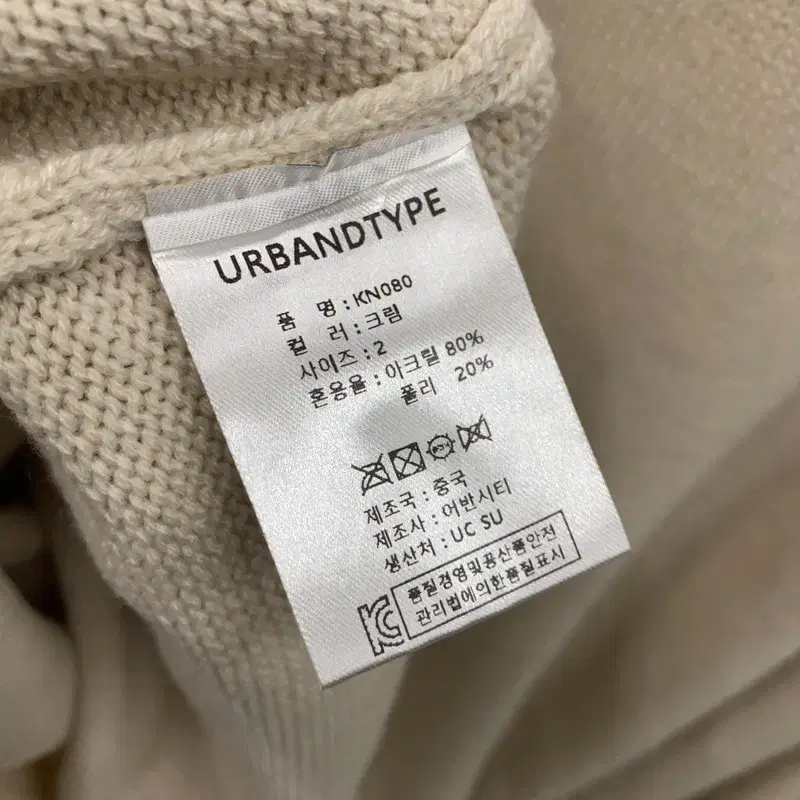 URBANDTYPE
품 명 : KN080
컬 러 : 크림
사이즈 : 2
혼용율 : 아크릴 80%
폴리 20%
제조국 : 중국
제조사 : 어반시티
생산처 : UC SU
품질경영및공산품안전
관리법에의한품질표시